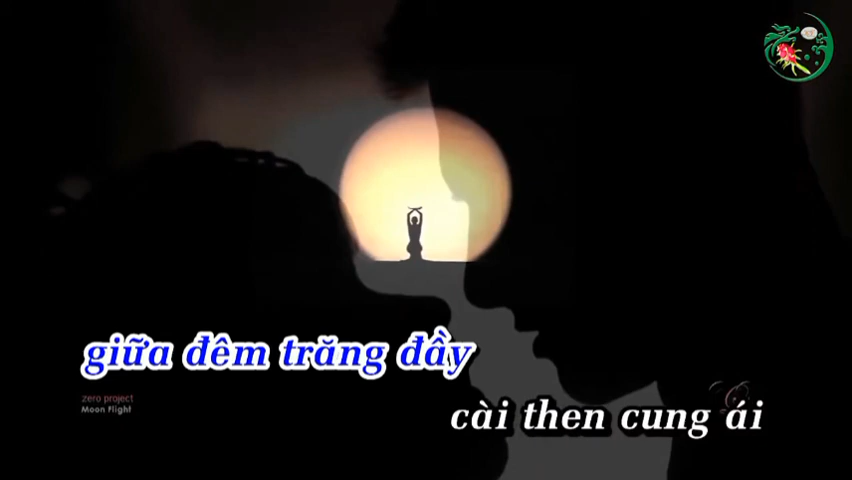 giữa đêm trăng đầy
zero project
Moon Flight
cài then cung ái